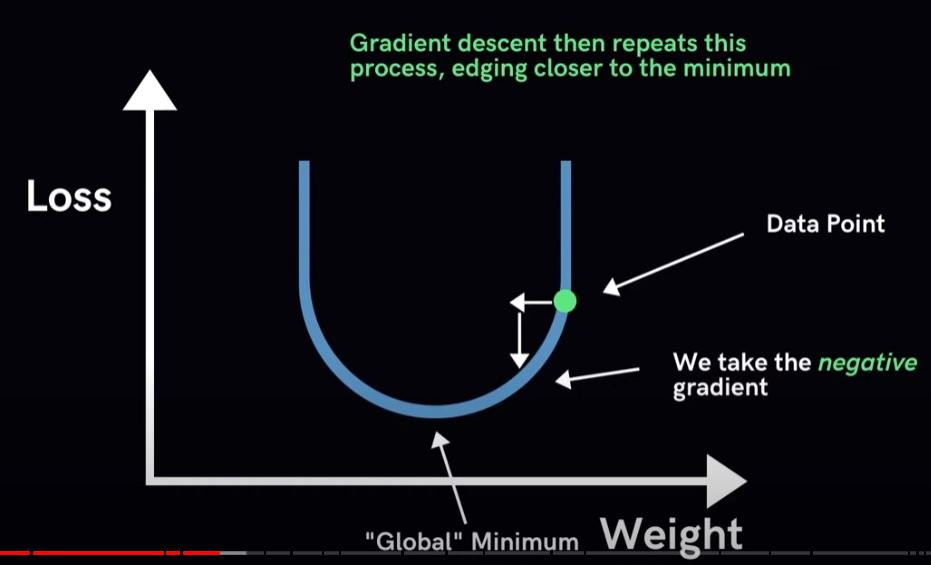 Gradient descent then repeats this
process, edging closer to the minimum
Loss
Data Point
We take the negative
gradient
"Global" Minimum
Weight